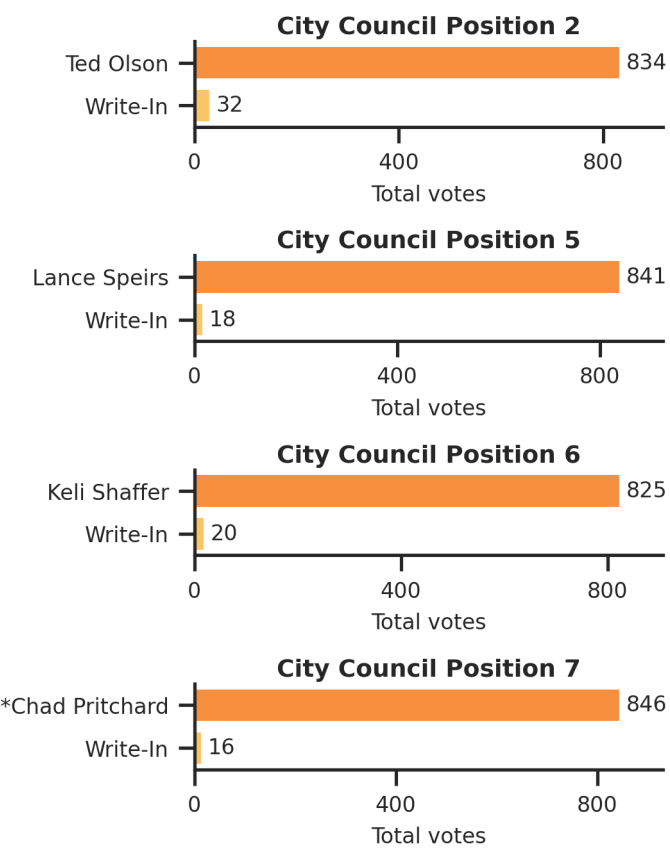 City Council Position 2
Ted Olson 834
Write-In 32
0 400 800
Total votes
City Council Position 5
Lance Speirs 841
Write-In 18
0 400 800
Total votes
City Council Position 6
Keli Shaffer 825
Write-In 20
0 400 800
Total votes
City Council Position 7
*Chad Pritchard 846
Write-In 16
0 400 800
Total votes